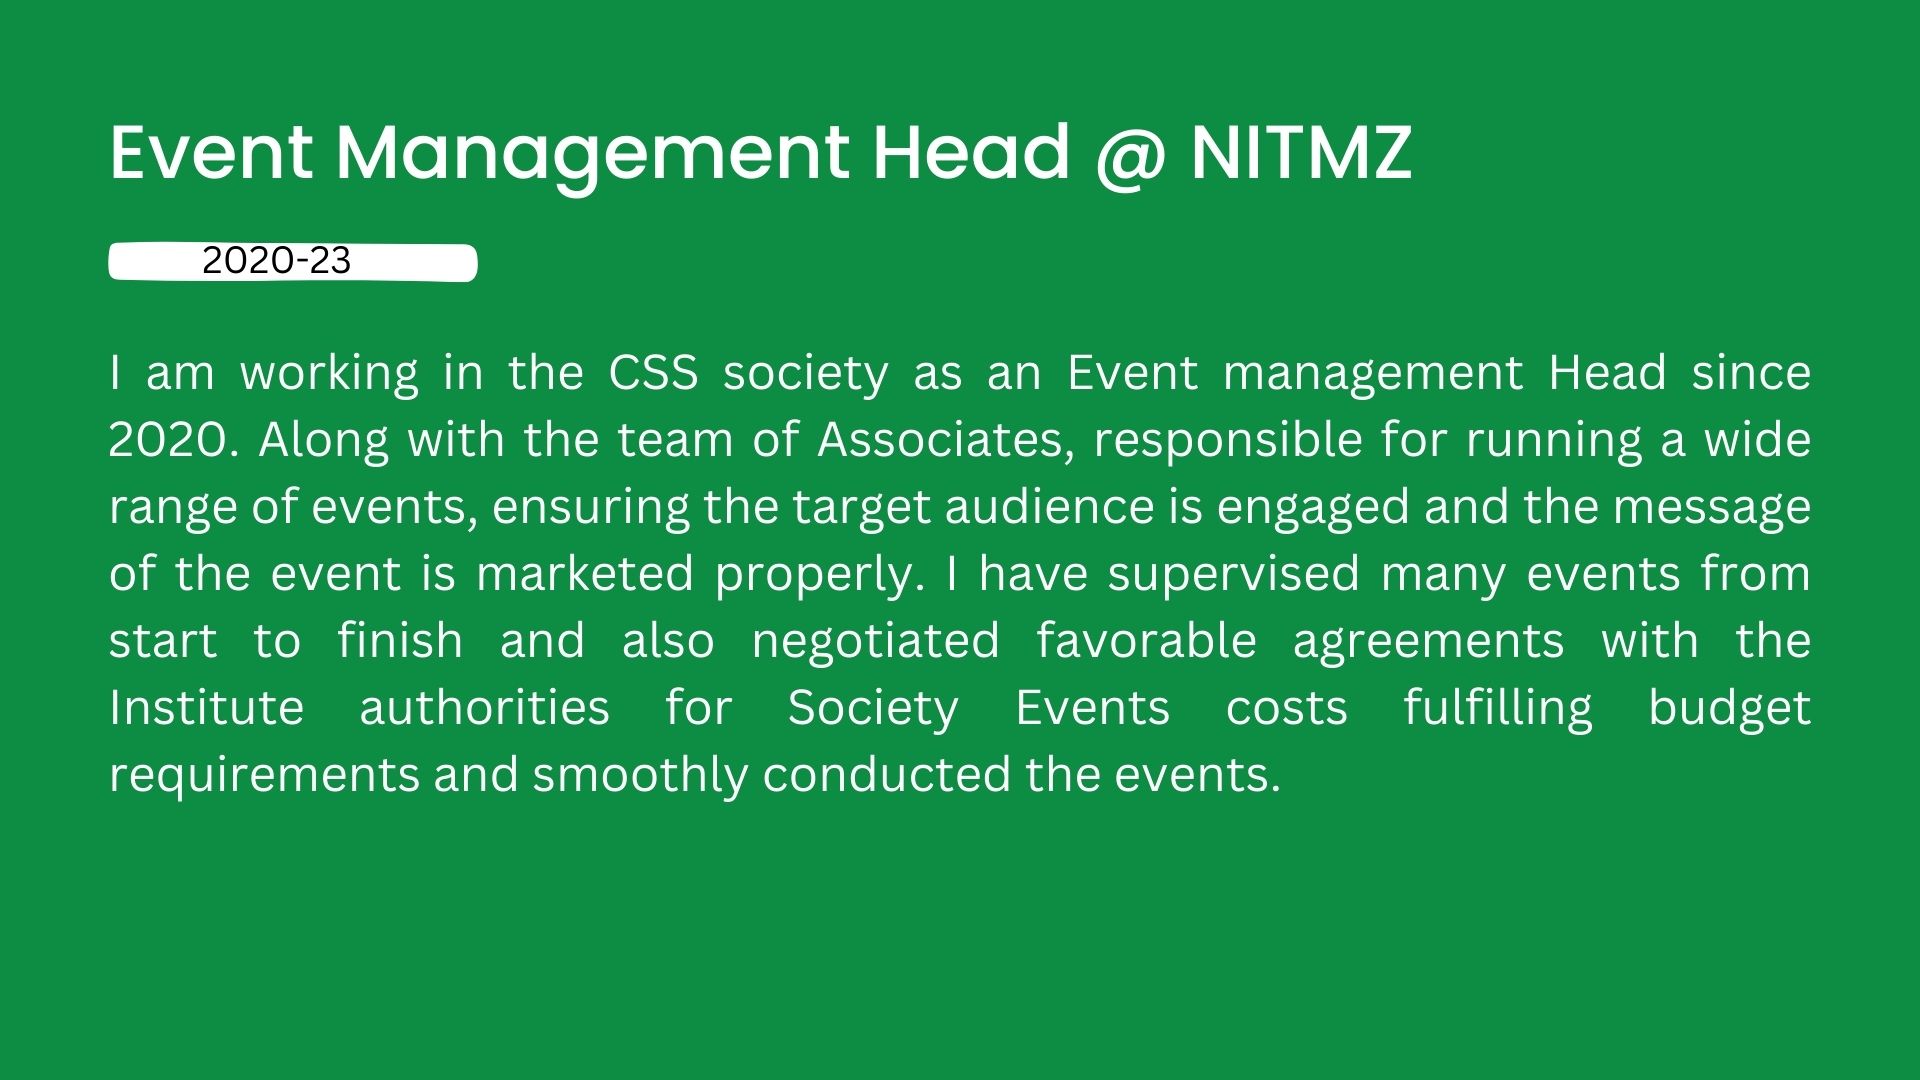 Event Management Head @ NITMZ
2020-23
I am working in the CSS society as an Event management Head since
2020. Along with the team of Associates, responsible for running a wide
range of events, ensuring the target audience is engaged and the message
of the event is marketed properly. I have supervised many events from
start to finish and also negotiated favorable agreements with the
Institute authorities for Society Events costs fulfilling budget
requirements and smoothly conducted the events.